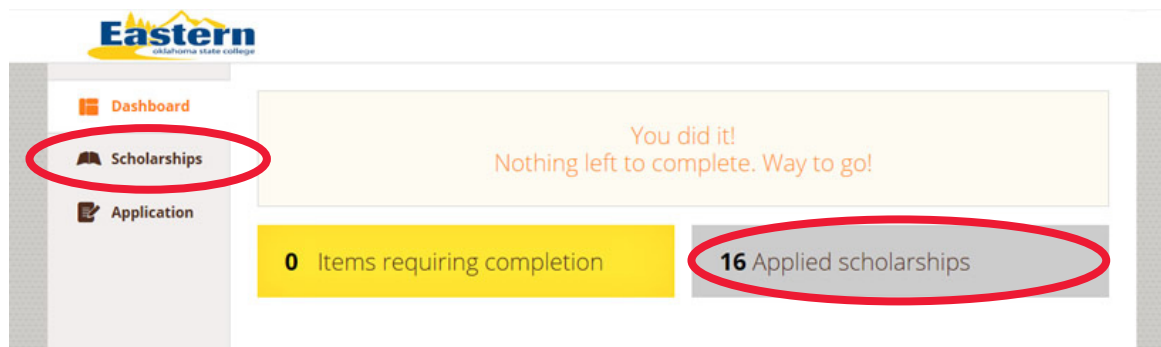 Eastern
oklahoma state college
Dashboard
Scholarships
Application
You did it!
Nothing left to complete. Way to go!
0 Items requiring completion
16 Applied scholarships